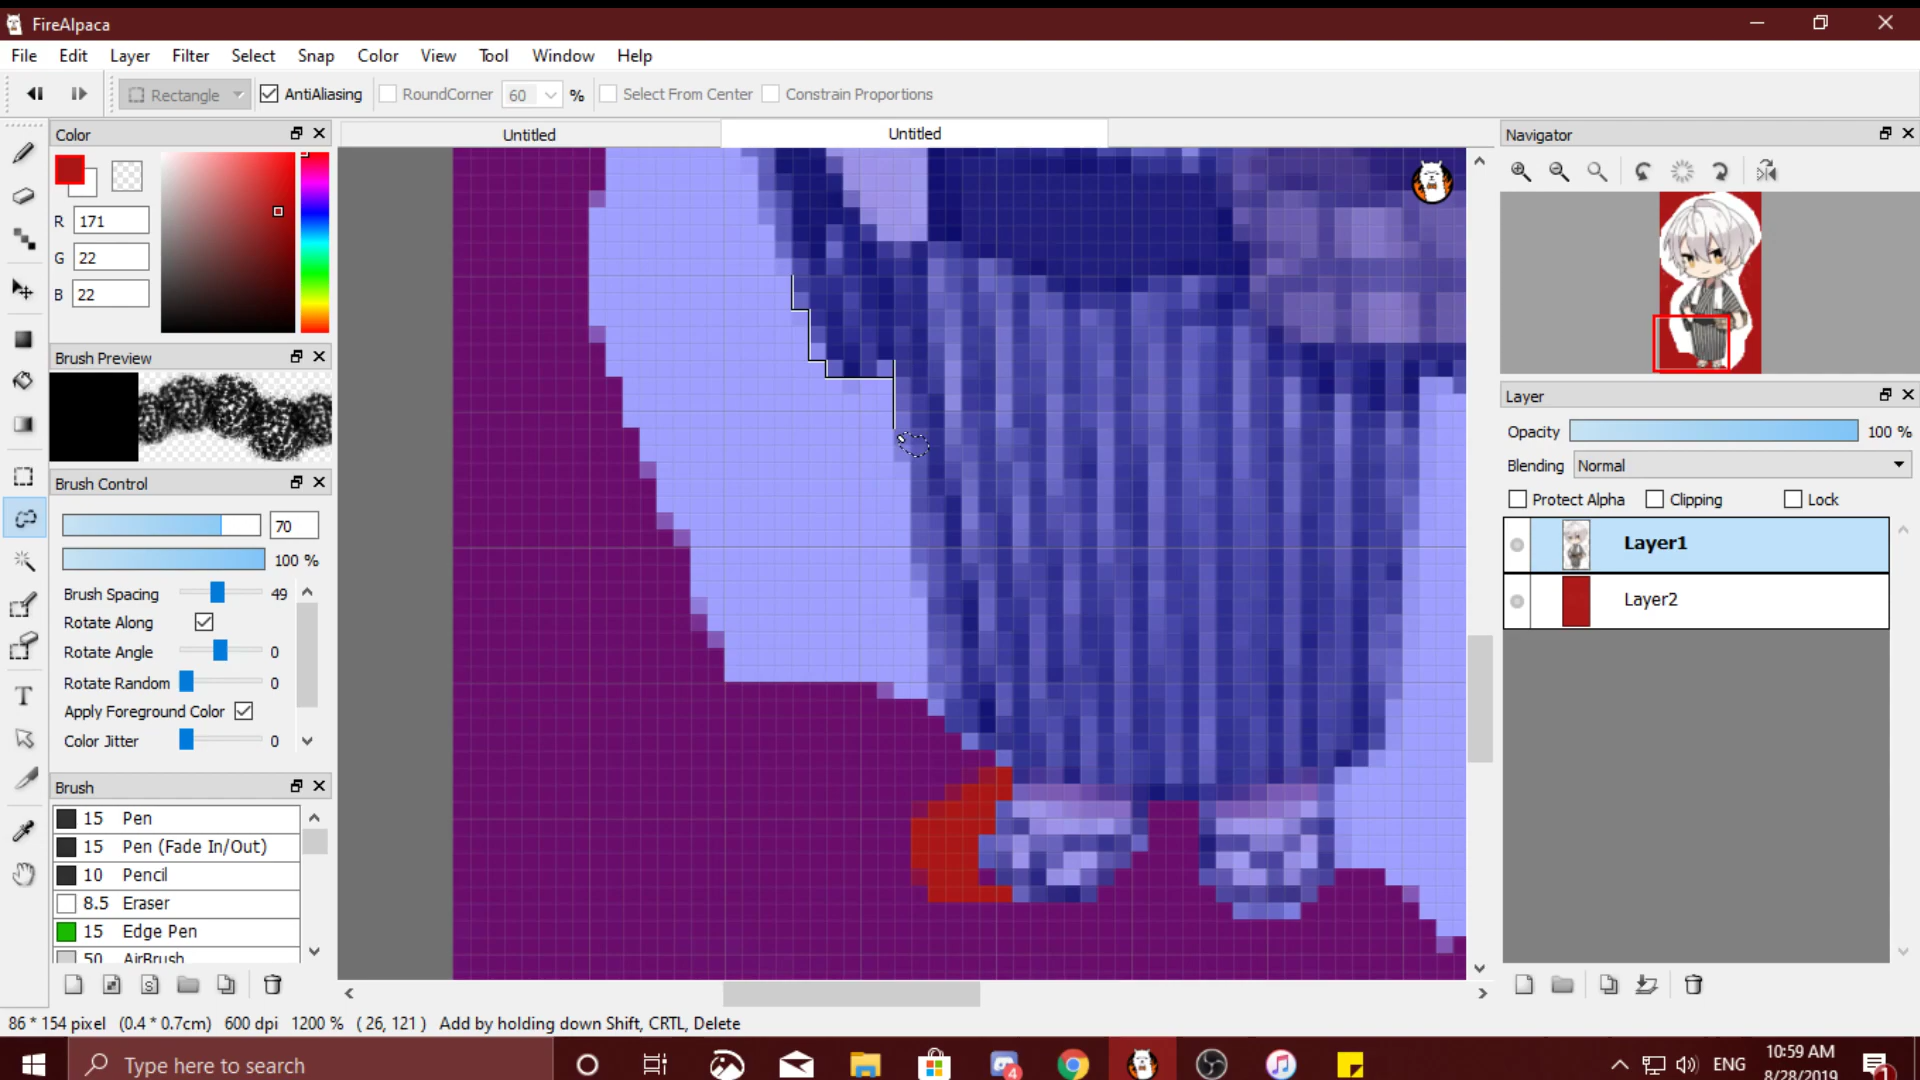 FireAlpaca
File Edit Layer Filter Select Snap Color View Tool Window Help
Rectangle AntiAliasing RoundCorner 60 % Select From Center Constrain Proportions
Color
R 171
G 22
B 22
Brush Preview
Brush Control
70
100 %
Brush Spacing 49
Rotate Along
Rotate Angle 0
Rotate Random 0
Apply Foreground Color
Color Jitter 0
Brush
15 Pen
15 Pen (Fade In/Out)
10 Pencil
8.5 Eraser
15 Edge Pen
50 AirBrush
Untitled Untitled
Navigator
Layer
Opacity 100 %
Blending Normal
Protect Alpha Clipping Lock
Layer1
Layer2
T
S
86 * 154 pixel (0.4 * 0.7cm) 600 dpi 1200 % ( 26, 121 ) Add by holding down Shift, CRTL, Delete
Type here to search
4
ENG
10:59 AM
8/28/2019
1